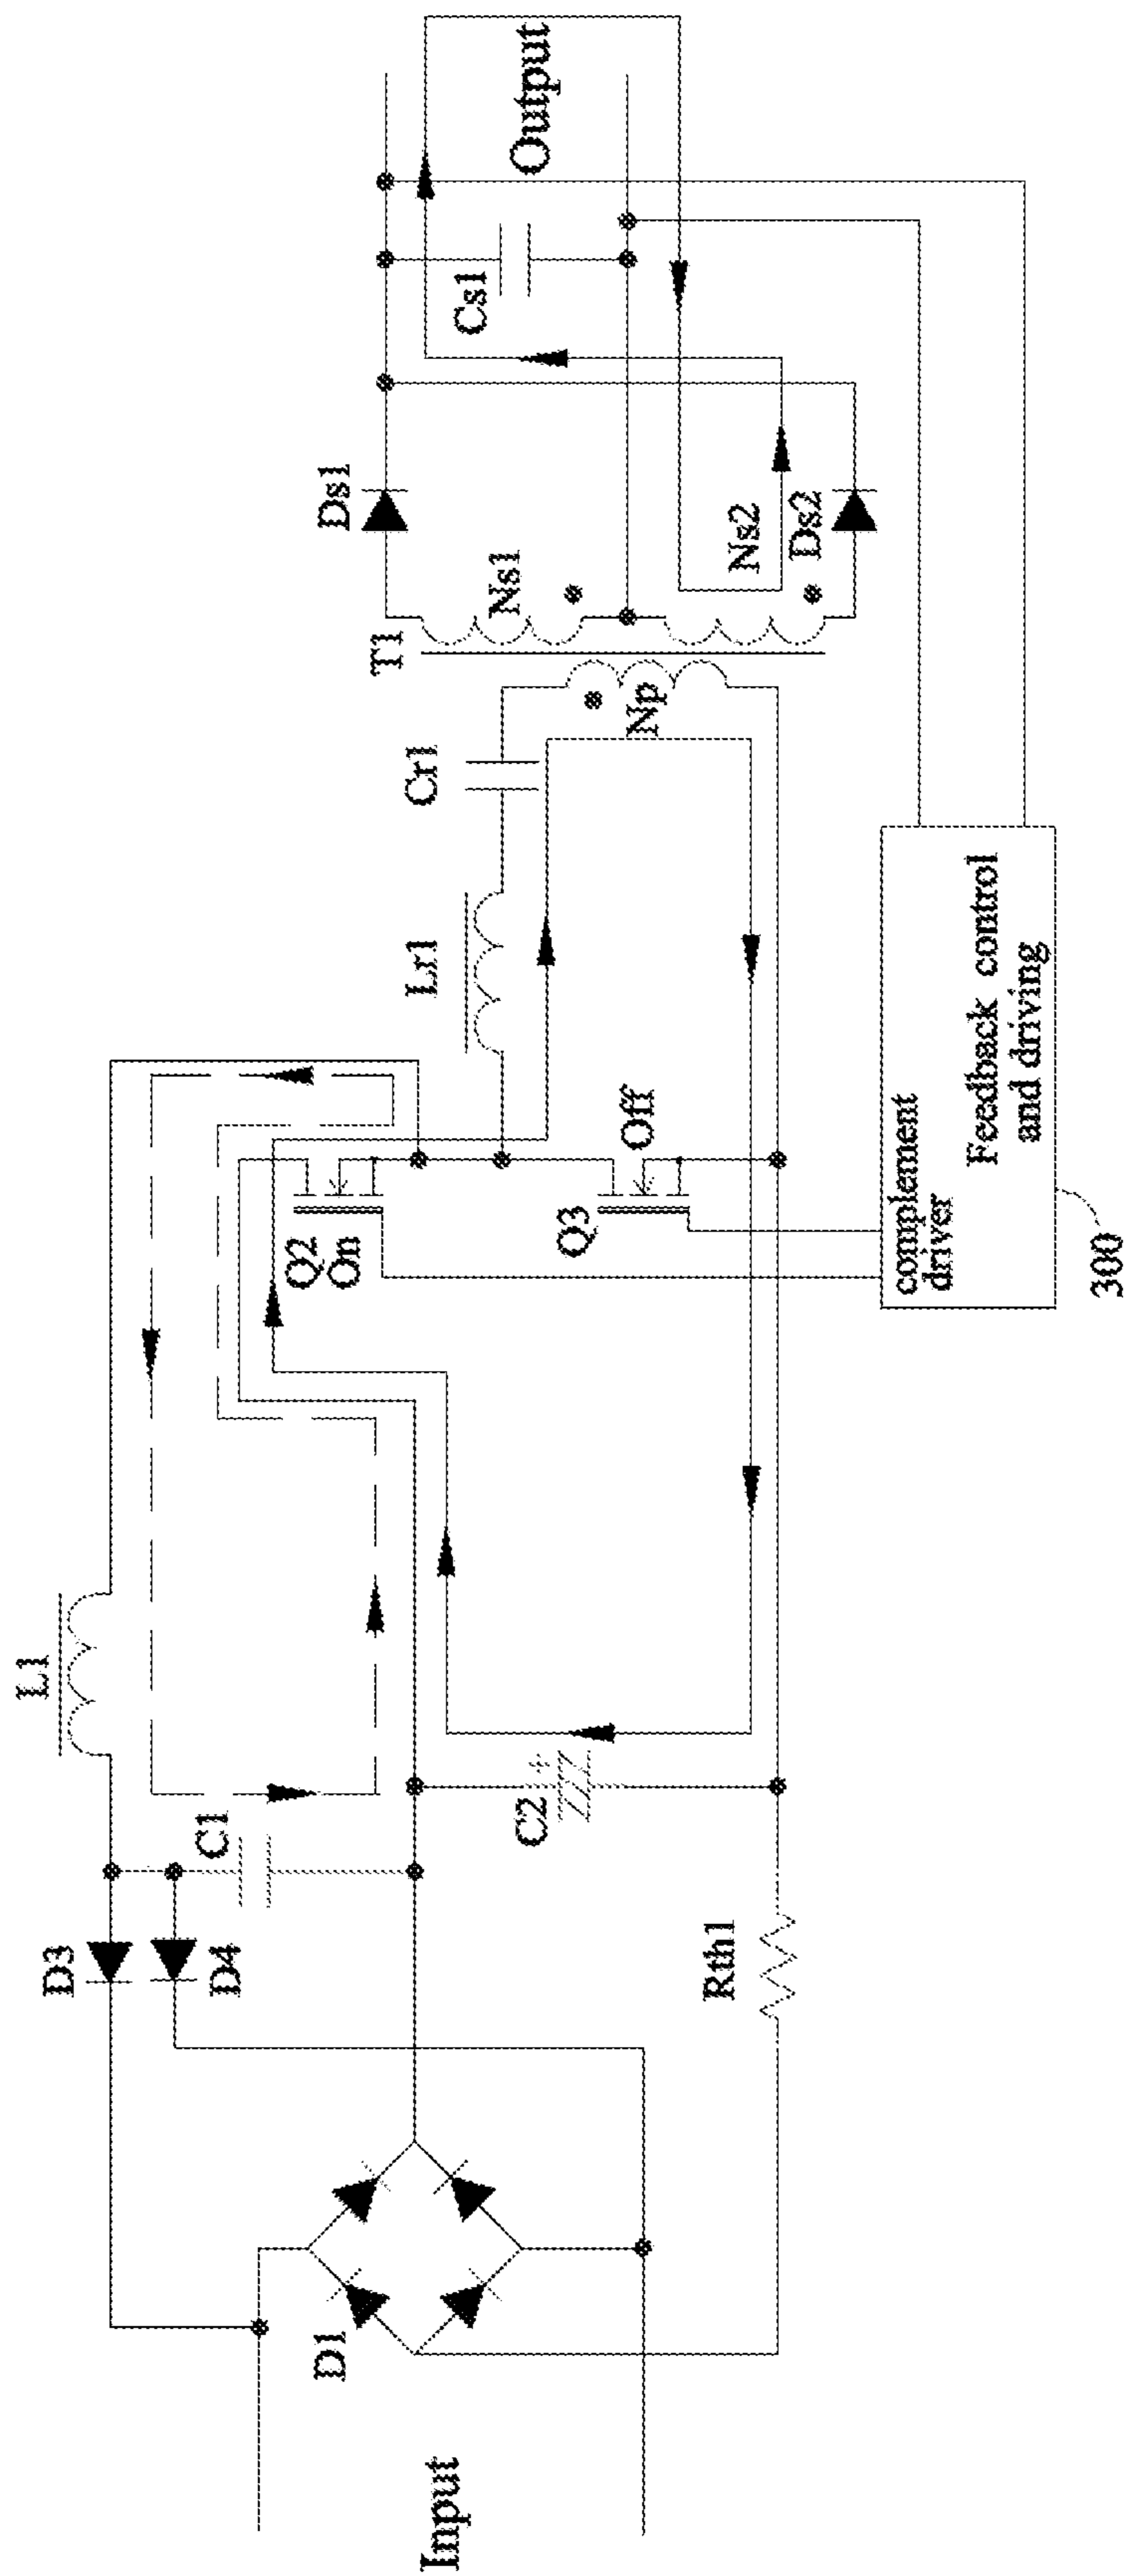 Input
D1
D3
D4
C1
L1
C2
Rth1
Q2
On
Q3
Off
Lr1
Cr1
T1
Np
Ns1
Ns2
Ds1
Ds2
Cs1
Output
complement
driver
Feedback control
and driving
300
+